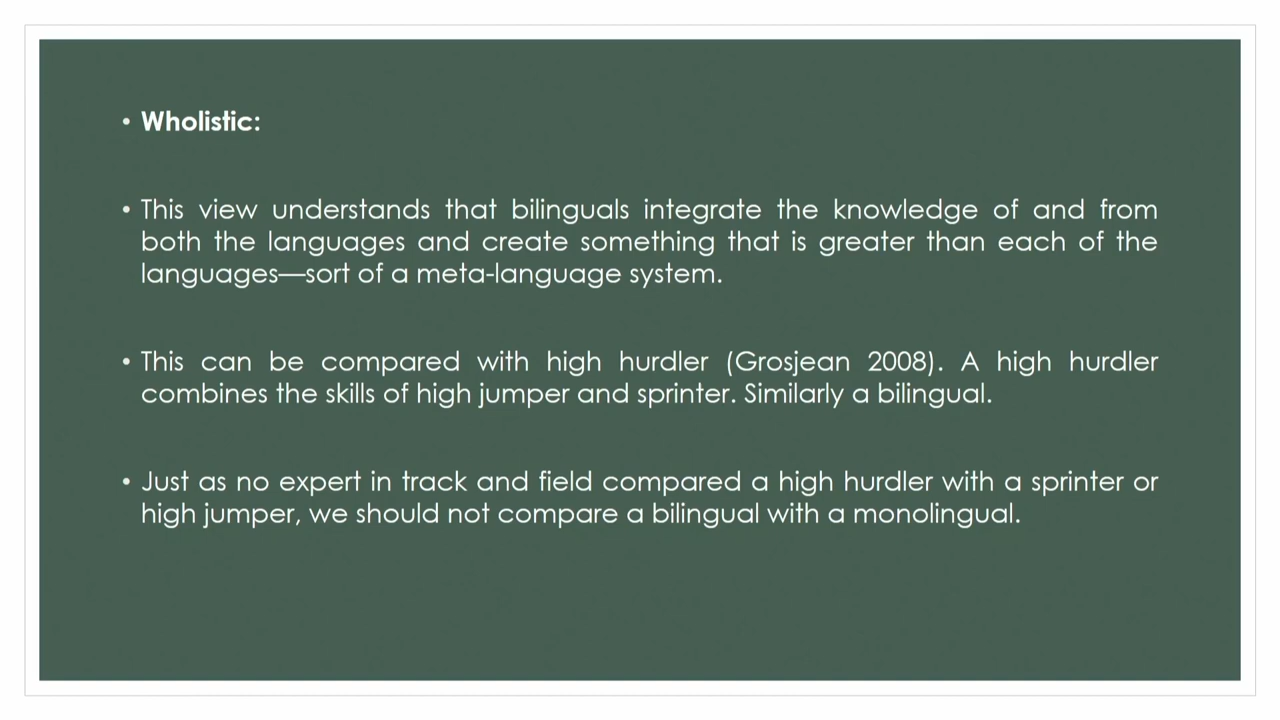 • Wholistic:
• This view understands that bilinguals integrate the knowledge of and from
both the languages and create something that is greater than each of the
languages—sort of a meta-language system.
• This can be compared with high hurdler (Grosjean 2008). A high hurdler
combines the skills of high jumper and sprinter. Similarly a bilingual.
• Just as no expert in track and field compared a high hurdler with a sprinter or
high jumper, we should not compare a bilingual with a monolingual.